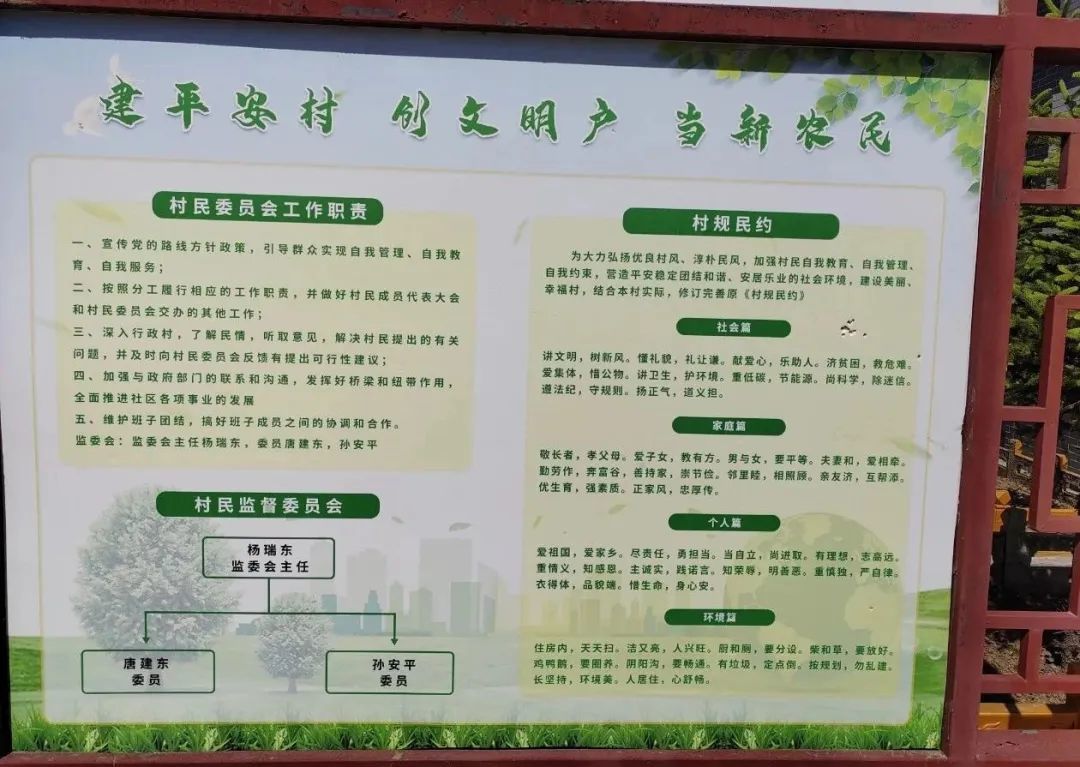 建平安村 创文明户 当新农民
村民委员会工作职责
一、宣传党的路线方针政策，引导群众实现自我管理、自我教
育、自我服务；
二、按照分工履行相应的工作职责，并做好村民成员代表大会
和村民委员会交办的其他工作；
三、深入行政村，了解民情，听取意见，解决村民提出的有关
问题，并及时向村民委员会反馈有提出可行性建议；
四、加强与政府部门的联系和沟通，发挥好桥梁和纽带作用，
全面推进社区各项事业的发展
五、维护班子团结，搞好班子成员之间的协调和合作。
监委会：监委会主任杨瑞东，委员唐建东，孙安平
村民监督委员会
杨瑞东
监委会主任
唐建东
委员
孙安平
委员
村规民约
为大力弘扬优良村风、淳朴民风，加强村民自我教育、自我管理、
自我约束，营造平安稳定团结和谐、安居乐业的社会环境，建设美丽、
幸福村，结合本村实际，修订完善原《村规民约》
社会篇
讲文明，树新风。懂礼貌，礼让谦。献爱心，乐助人。济贫困，救危难。
爱集体，惜公物。讲卫生，护环境。重低碳，节能源。尚科学，除迷信。
遵法纪，守规则。扬正气，道义担。
家庭篇
敬长者，孝父母。爱子女，教有方。男与女，要平等。夫妻和，爱相牵。
勤劳作，奔富谷，善持家，崇节俭。邻里睦，相照顾。亲友济，互帮添。
优生育，强素质。正家风，忠厚传。
个人篇
爱祖国，爱家乡。尽责任，勇担当。当自立，尚进取。有理想，志高远。
重情义，知感恩。主诚实，践诺言。知荣辱，明善恶。重慎独，严自律。
衣得体，品貌端。惜生命，身心安。
环境篇
住房内，天天扫。洁又亮，人兴旺。厨和厕，要分设。柴和草，要放好。
鸡鸭鹅，要圈养。阴阳沟，要畅通。有垃圾，定点倒。按规划，勿乱建。
长坚持，环境美。人居住，心舒畅。